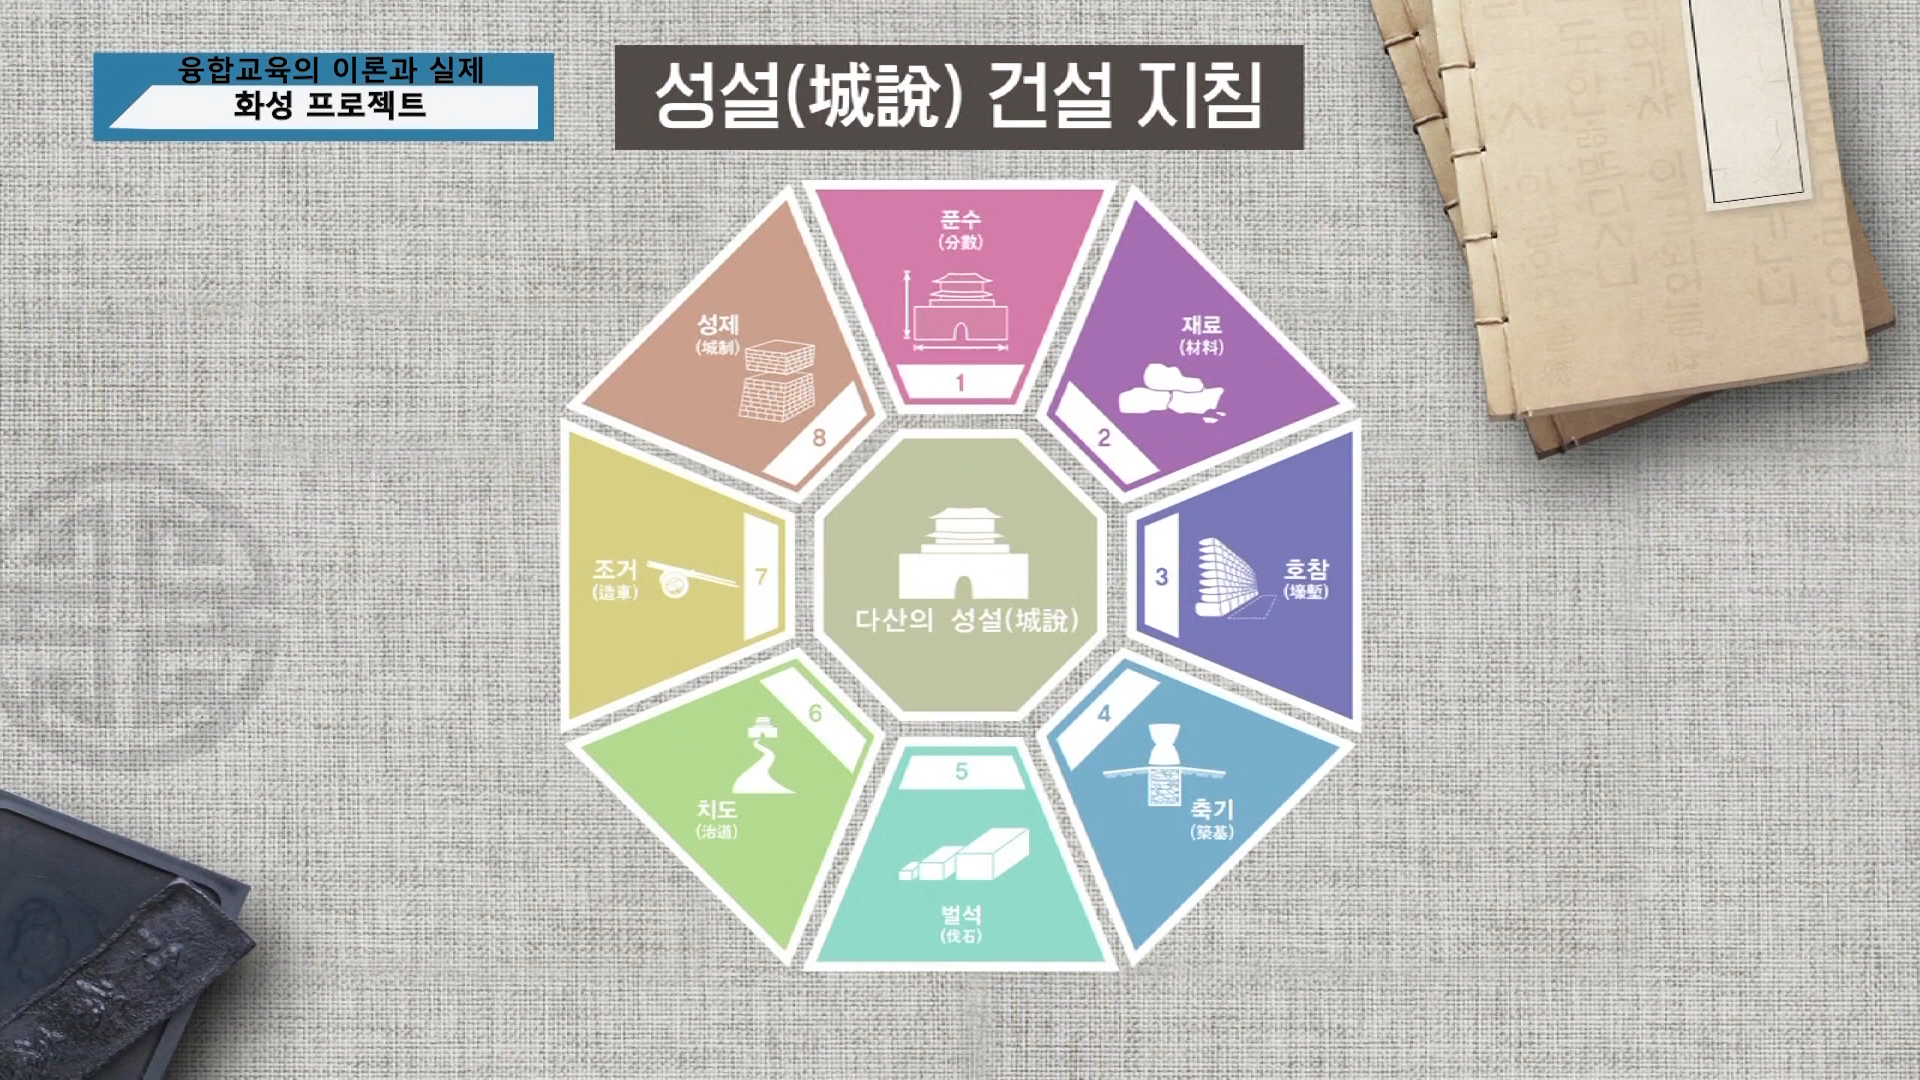 융합교육의 이론과 실제
화성 프로젝트
성설(城說) 건설 지침
푼수
(分數)
1
재료
(材料)
2
호참
(壕塹)
3
4
축기
(築基)
5
벌석
(伐石)
6
치도
(治道)
조거
(造車)
7
성제
(城制)
8
다산의 성설(城說)